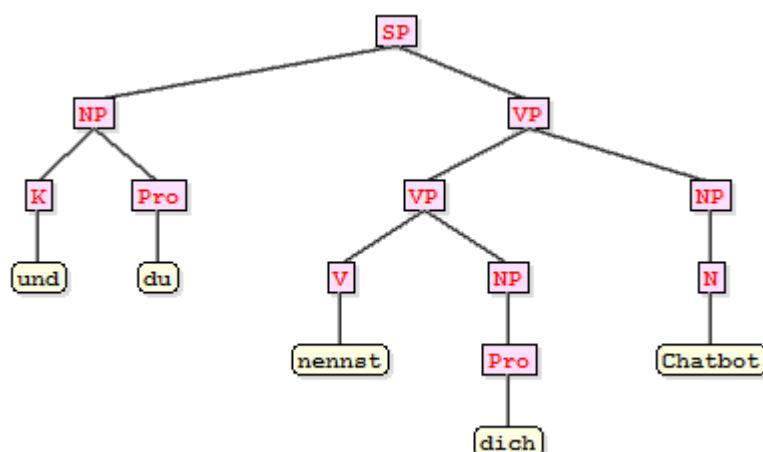 SP
NP VP
K Pro VP NP
und du V NP N
nennst Pro Chatbot
dich